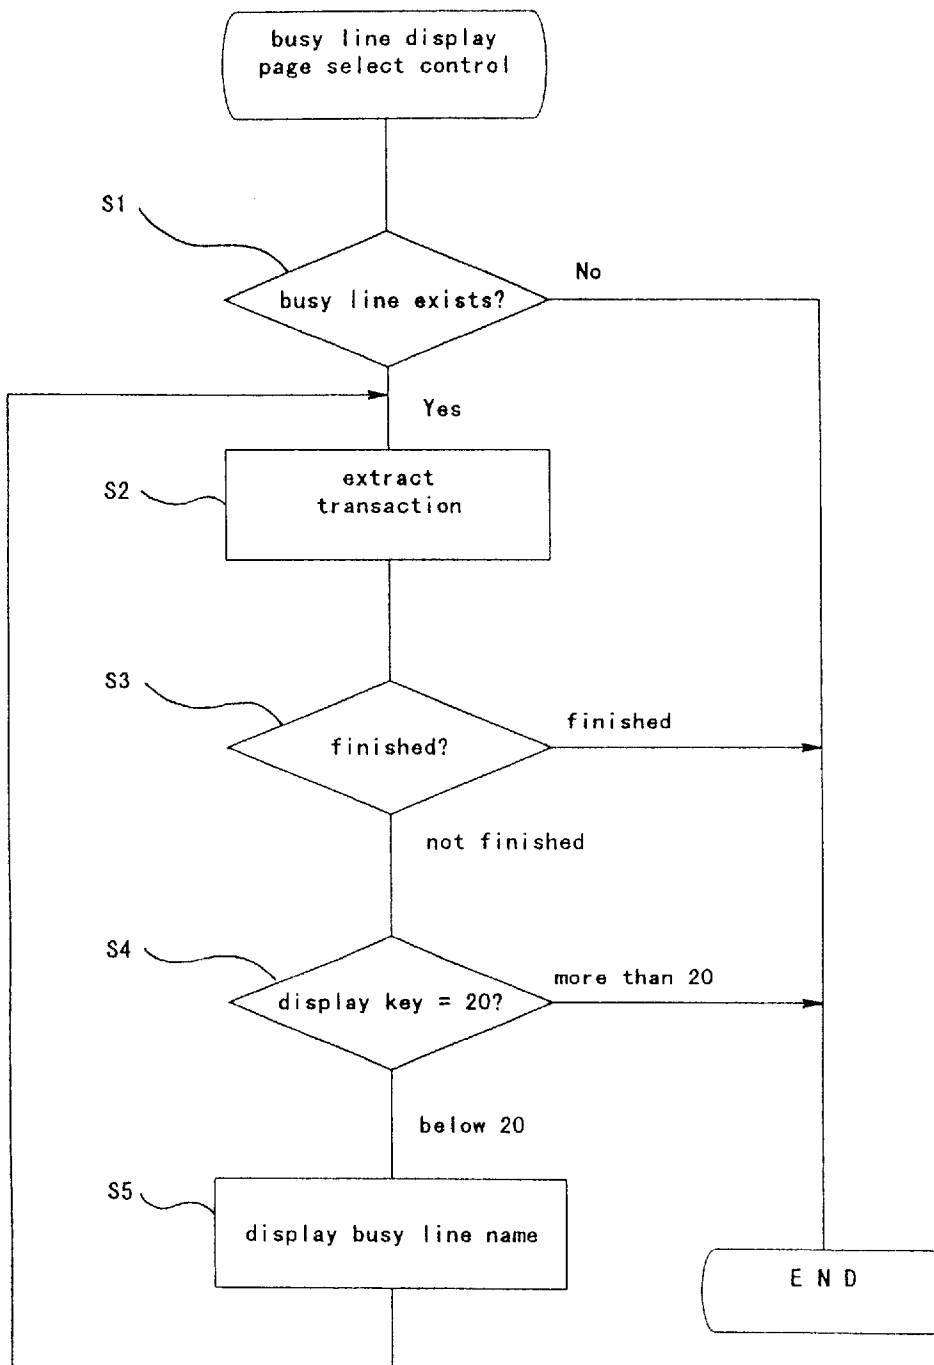 busy line display
page select control
S1
No
busy line exists?
Yes
S2
extract
transaction
S3
finished
finished?
not finished
S4
more than 20
display key = 20?
below 20
S5
display busy line name
E N D